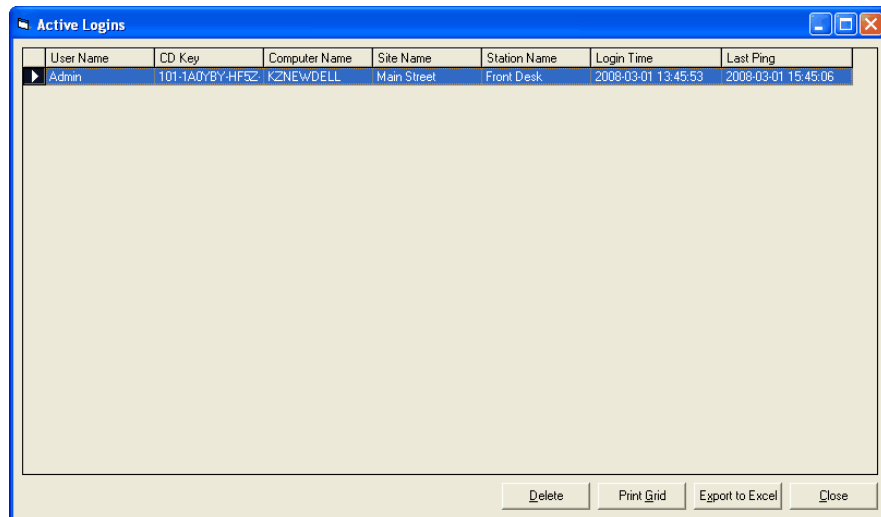 Active Logins
User Name CD Key Computer Name Site Name Station Name Login Time Last Ping
Admin 101-1A0YBY-HF5Z- KZNEWDELL Main Street Front Desk 2008-03-01 13:45:53 2008-03-01 15:45:06
Delete Print Grid Export to Excel Close